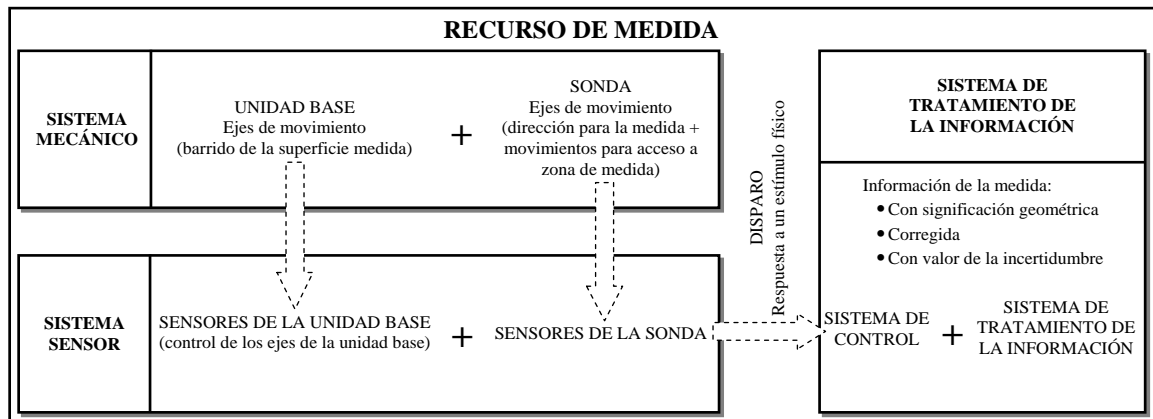 RECURSO DE MEDIDA
SISTEMA
MECÁNICO
UNIDAD BASE
Ejes de movimiento
(barrido de la superficie medida)
+
SONDA
Ejes de movimiento
(dirección para la medida +
movimientos para acceso a
zona de medida)
DISPARO
Respuesta a un estímulo físico
SISTEMA DE
TRATAMIENTO DE
LA INFORMACIÓN
Información de la medida:
• Con significación geométrica
• Corregida
• Con valor de la incertidumbre
SISTEMA
SENSOR
SENSORES DE LA UNIDAD BASE
(control de los ejes de la unidad base)
+
SENSORES DE LA SONDA
SISTEMA DE
CONTROL
+
SISTEMA DE
TRATAMIENTO DE
LA INFORMACIÓN